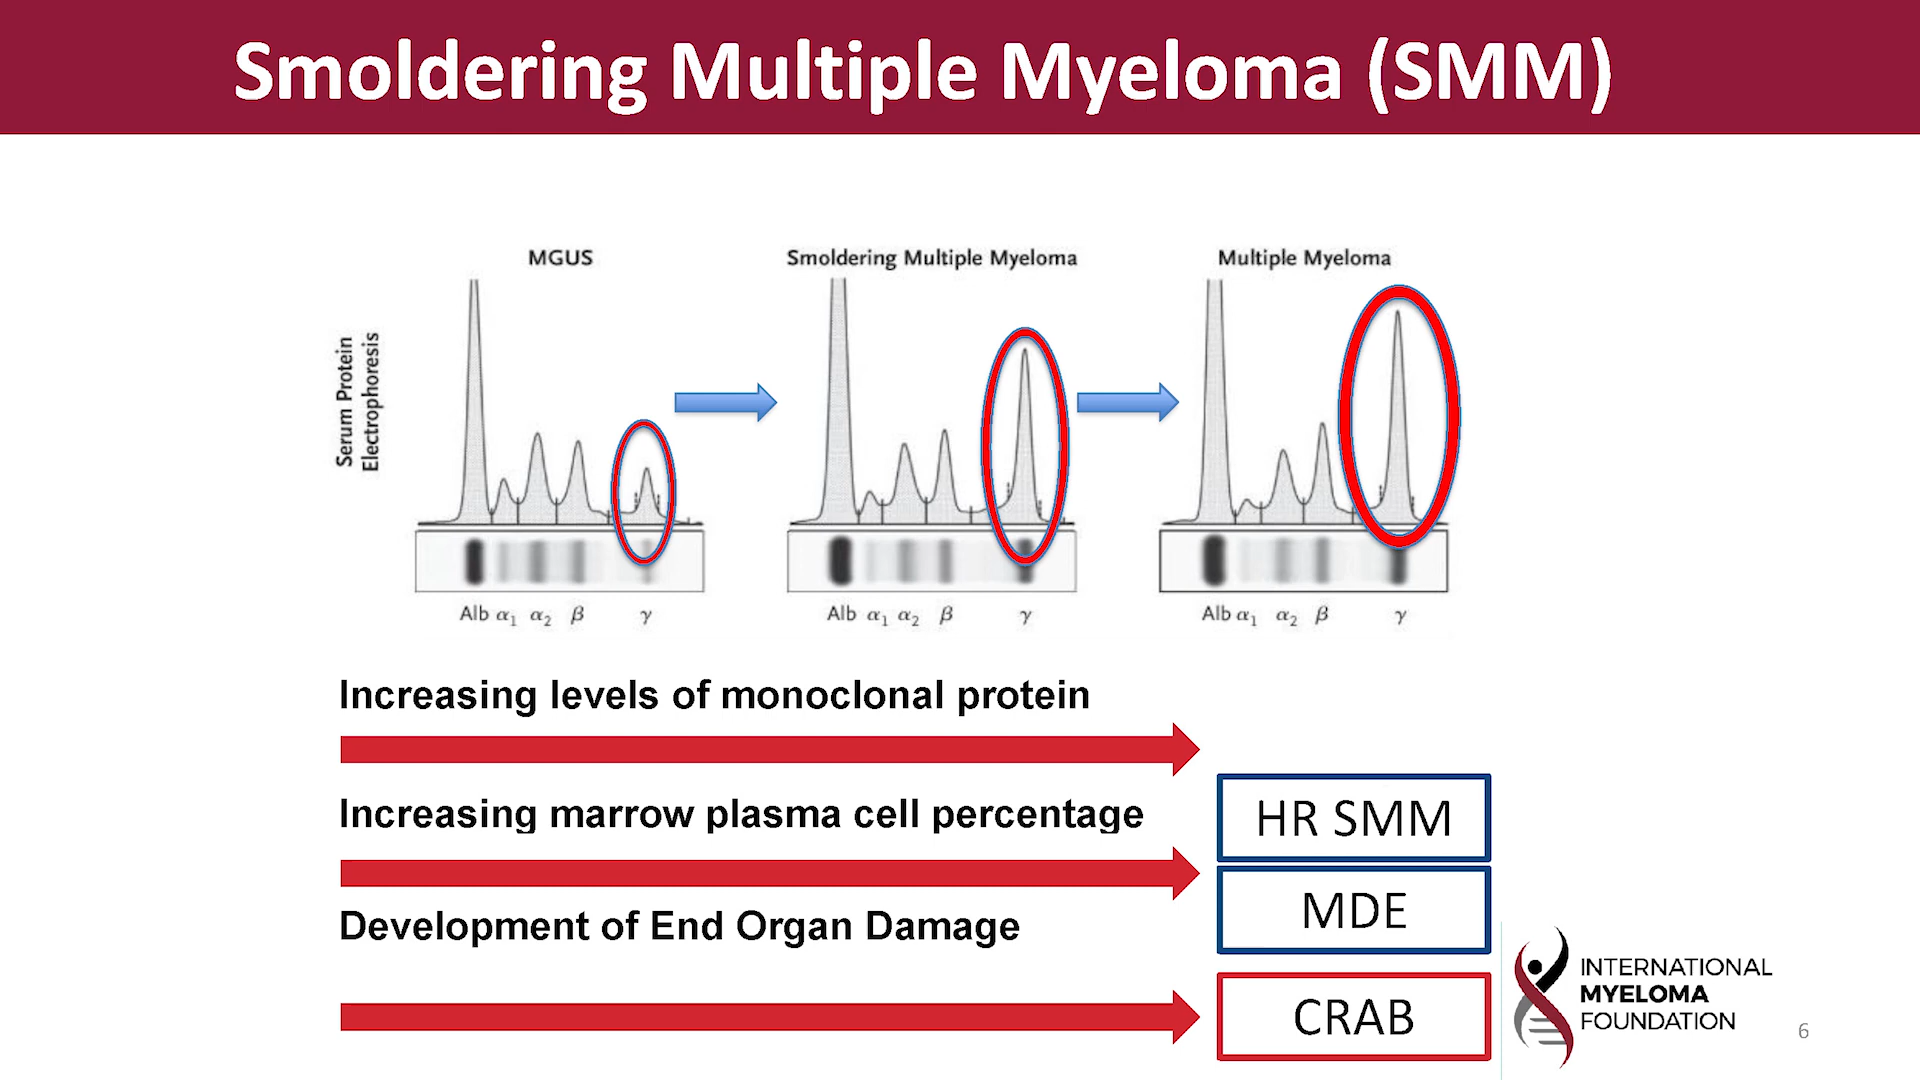 Smoldering Multiple Myeloma (SMM)
MGUS
Smoldering Multiple Myeloma
Multiple Myeloma
Serum Protein
Electrophoresis
Alb α₁ α₂ β γ
Alb α₁ α₂ β γ
Alb α₁ α₂ β γ
Increasing levels of monoclonal protein
Increasing marrow plasma cell percentage
HR SMM
MDE
Development of End Organ Damage
CRAB
INTERNATIONAL
MYELOMA
FOUNDATION
6